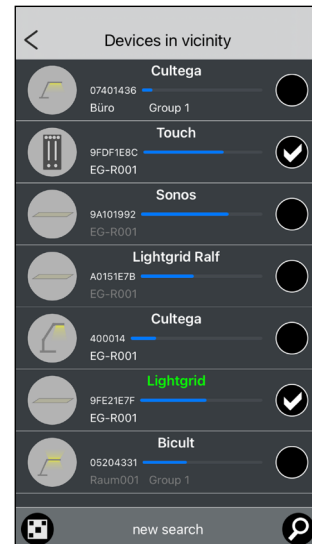 Devices in vicinity
Cultega
07401436
Büro Group 1
Touch
9FDF1E8C
EG-R001
Sonos
9A101992
EG-R001
Lightgrid Ralf
A0151E7B
EG-R001
Cultega
400014
EG-R001
Lightgrid
9FE21E7F
EG-R001
Bicult
05204331
Raum001 Group 1
new search